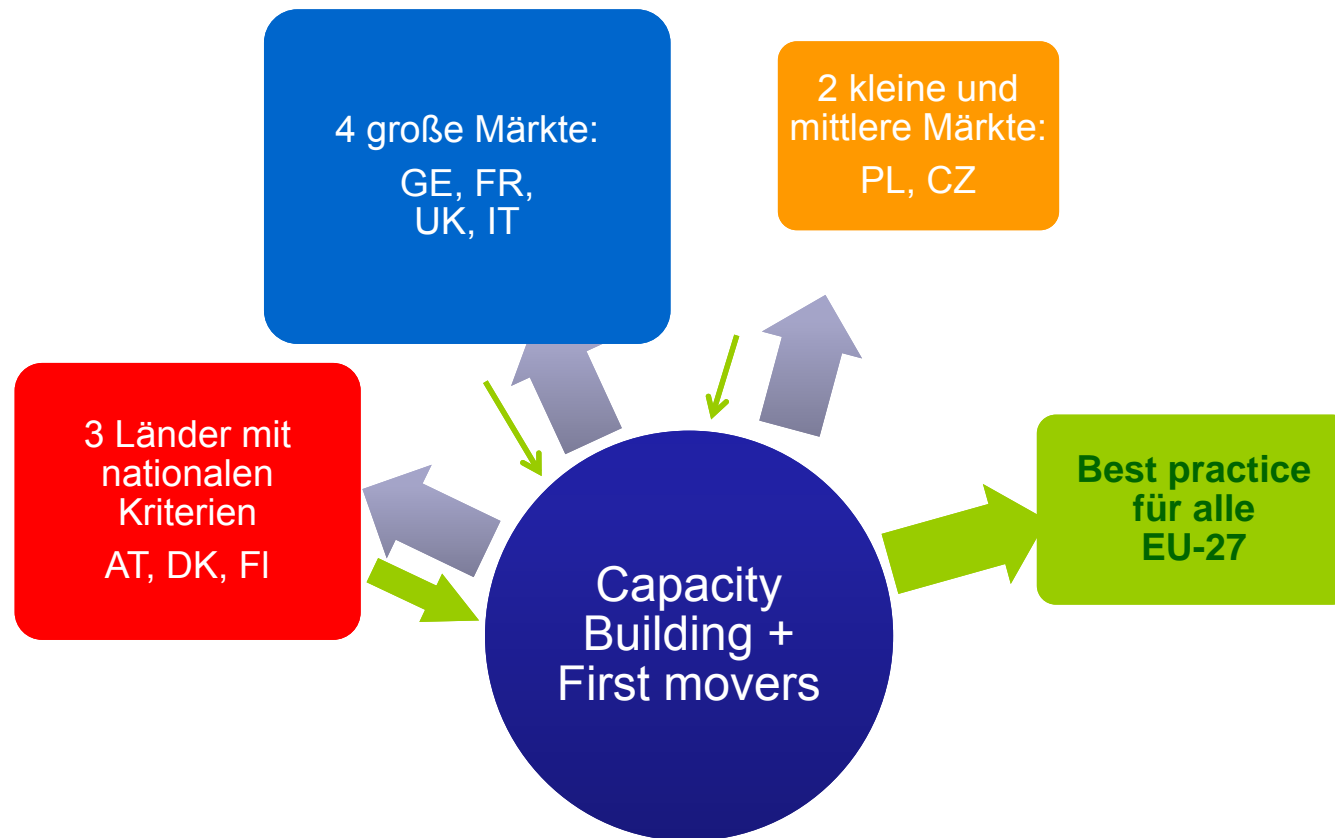 4 große Märkte:
GE, FR,
UK, IT
2 kleine und
mittlere Märkte:
PL, CZ
3 Länder mit
nationalen
Kriterien
AT, DK, FI
Best practice
für alle
EU-27
Capacity
Building +
First movers